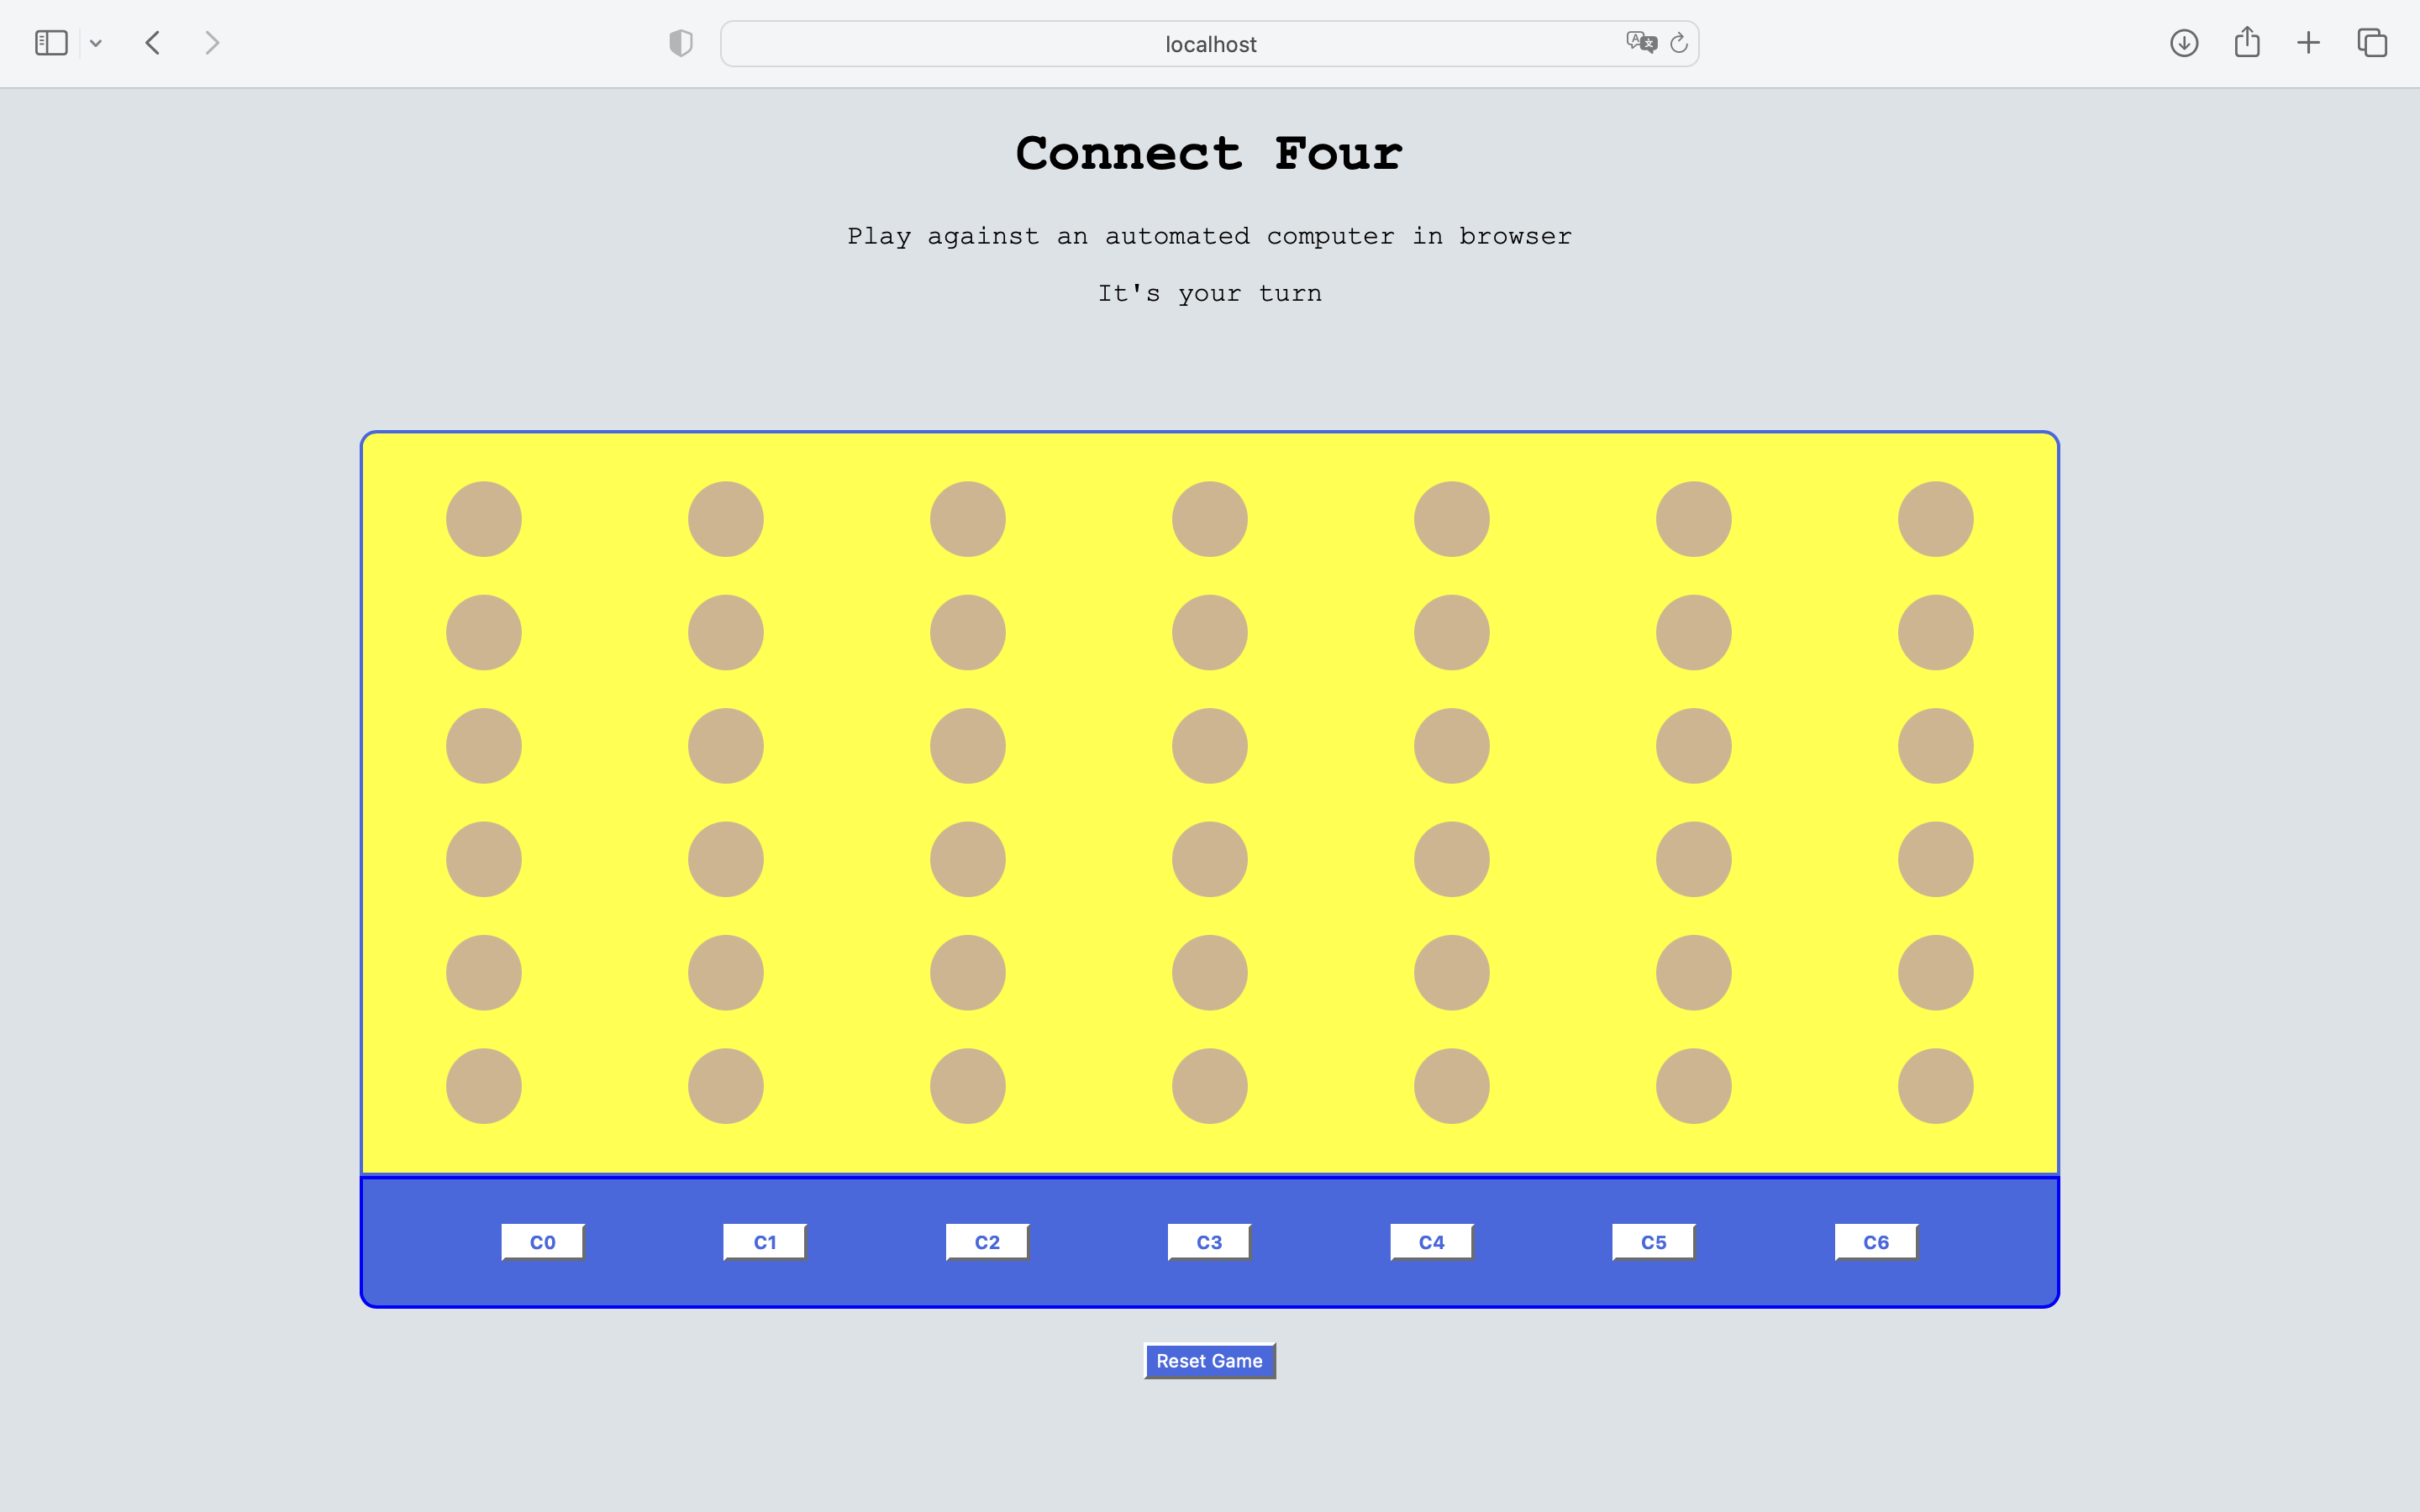 localhost
Connect Four
Play against an automated computer in browser
It's your turn
C0 C1 C2 C3 C4 C5 C6
Reset Game